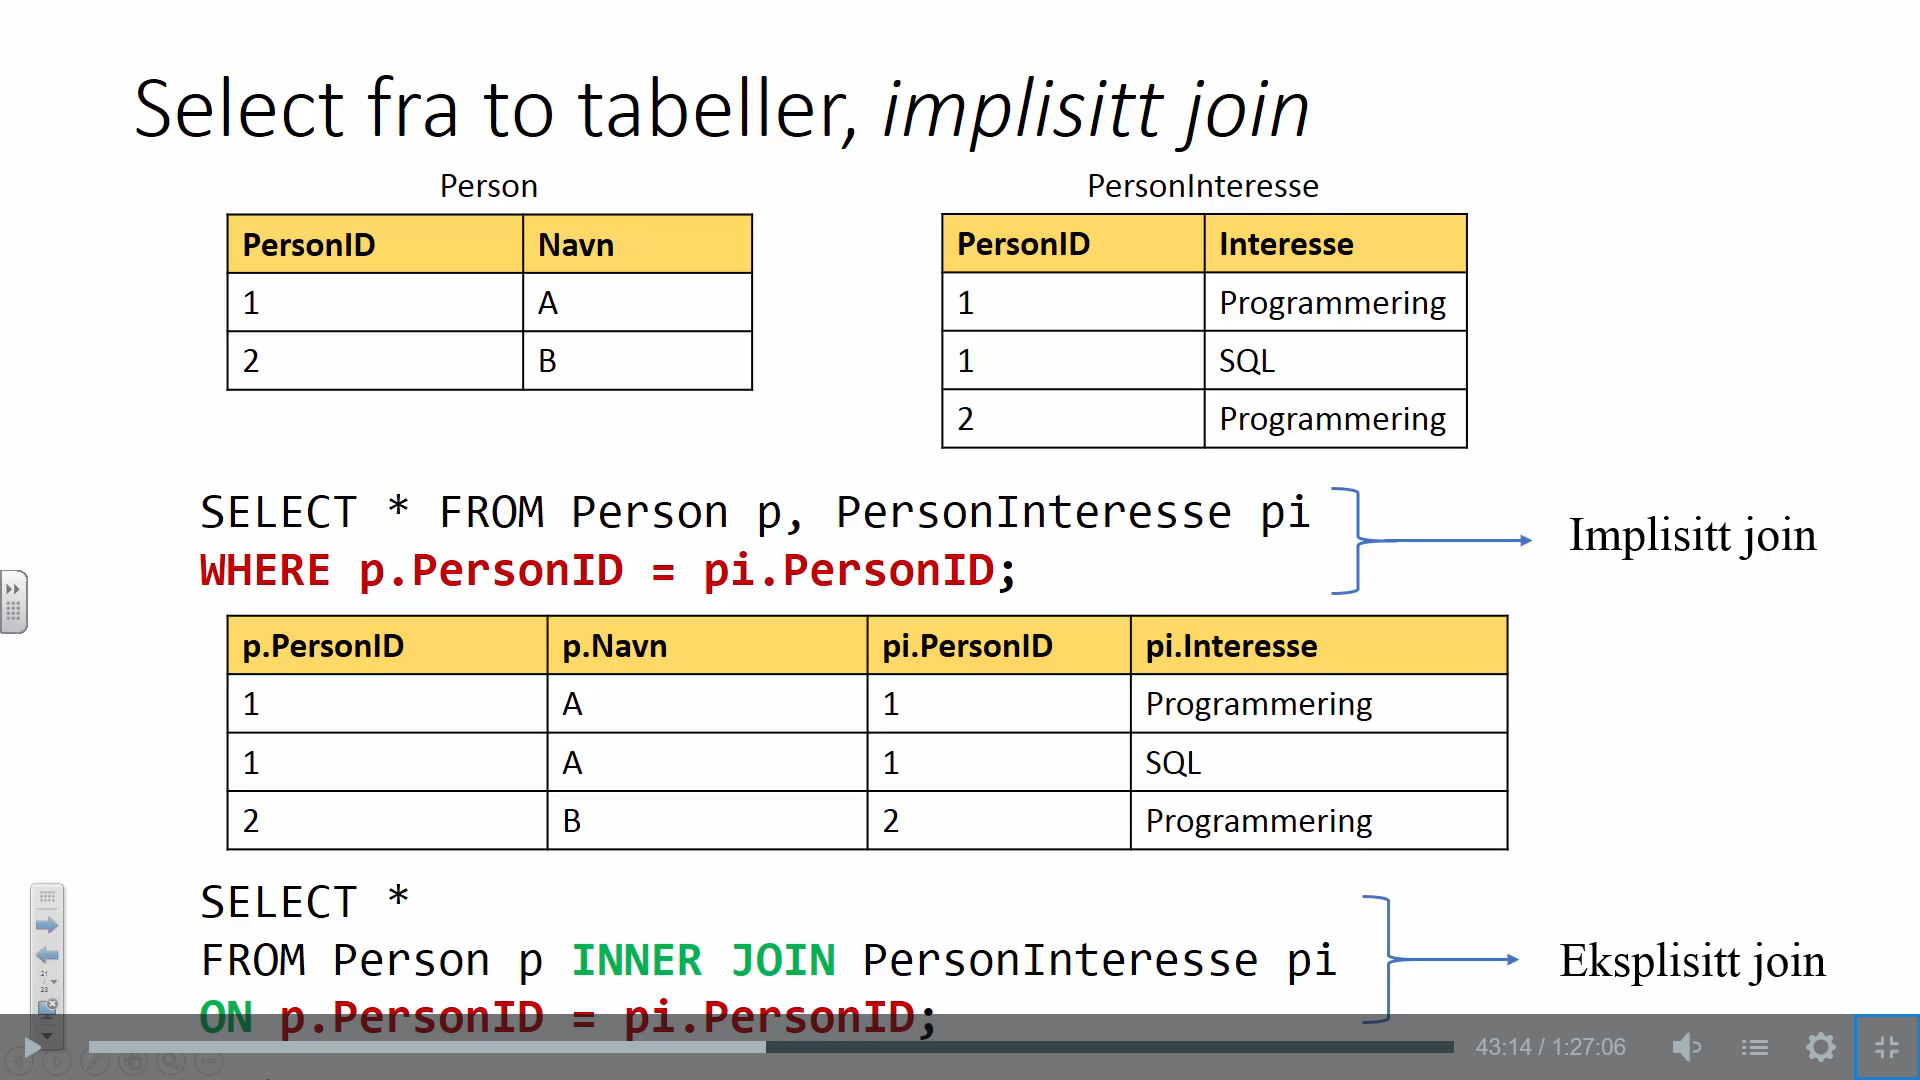 Select fra to tabeller, implisitt join
Person
PersonID Navn
1 A
2 B
PersonInteresse
PersonID Interesse
1 Programmering
1 SQL
2 Programmering
SELECT * FROM Person p, PersonInteresse pi
WHERE p.PersonID = pi.PersonID;
Implisitt join
p.PersonID p.Navn pi.PersonID pi.Interesse
1 A 1 Programmering
1 A 1 SQL
2 B 2 Programmering
SELECT *
FROM Person p INNER JOIN PersonInteresse pi
ON p.PersonID = pi.PersonID;
Eksplisitt join
21
28
43:14 / 1:27:06